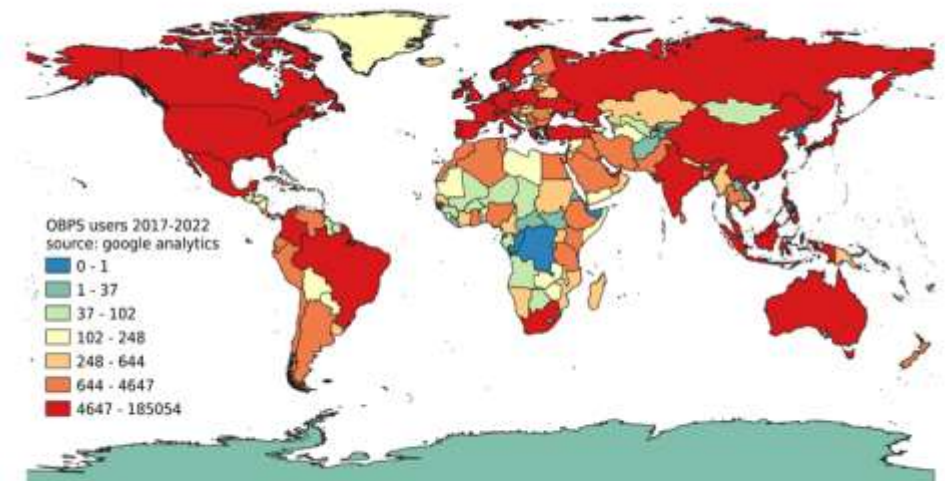 OBPS users 2017-2022
source: google analytics
0 - 1
1 - 37
37 - 102
102 - 248
248 - 644
644 - 4647
4647 - 185054